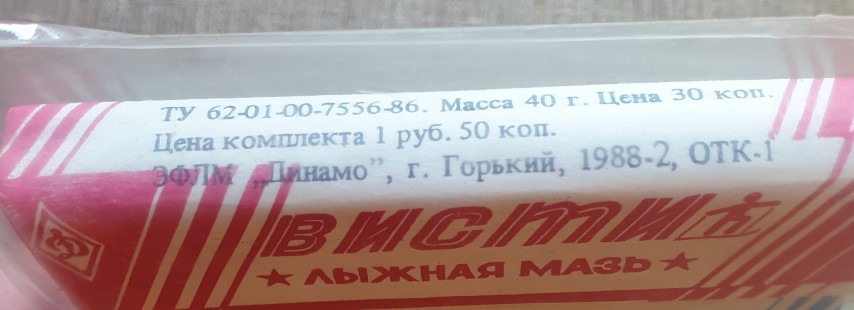 ТУ 62-01-00-7556-86. Масса 40 г. Цена 30 коп.
Цена комплекта 1 руб. 50 коп.
ЭФЛМ „Динамо”, г. Горький, 1988-2, ОТК-1
ВИСТИ
★ ЛЫЖНАЯ МАЗЬ ★